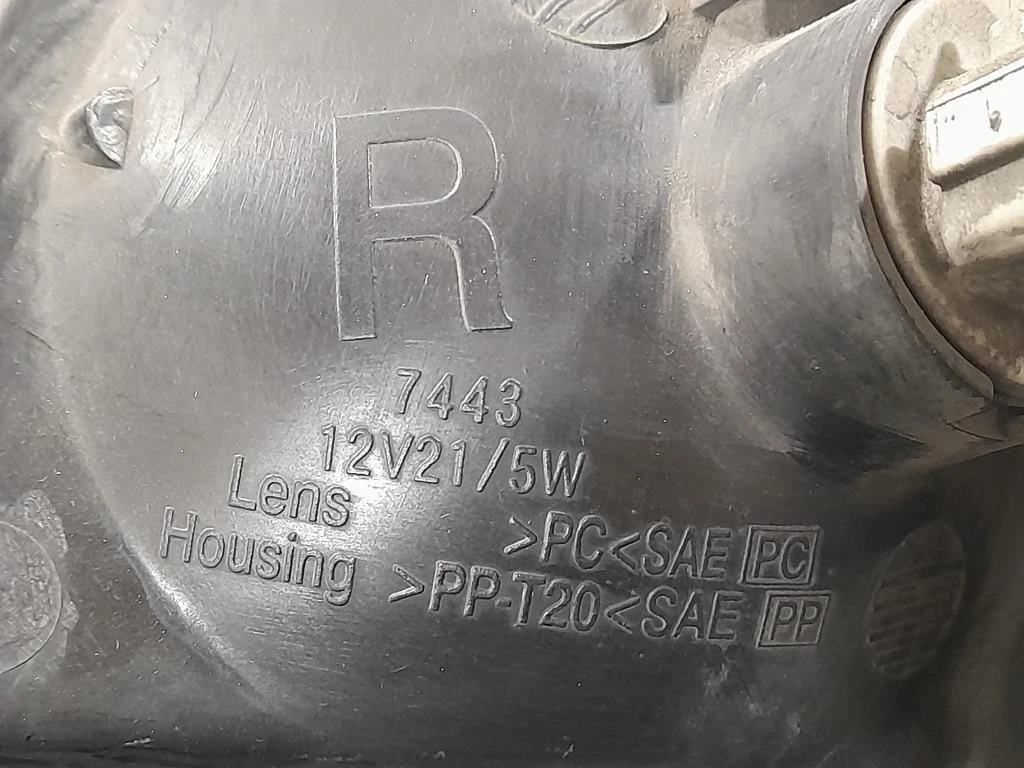 R
7443
12V21/5W
Lens >PC<SAE PC
Housing >PP-T20<SAE PP